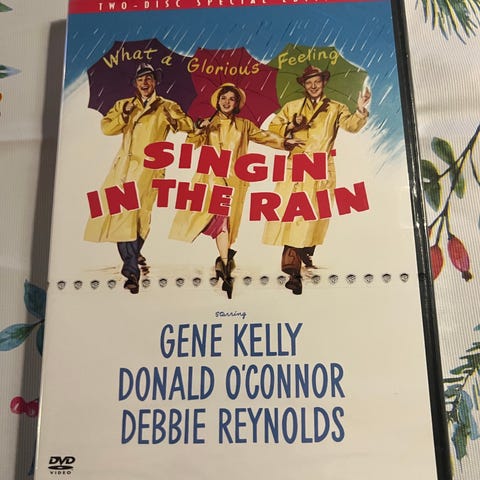 TWO-DISC SPECIAL
What a Glorious Feeling
SINGIN'
IN THE RAIN
Starring
GENE KELLY
DONALD O'CONNOR
DEBBIE REYNOLDS
DVD
VIDEO